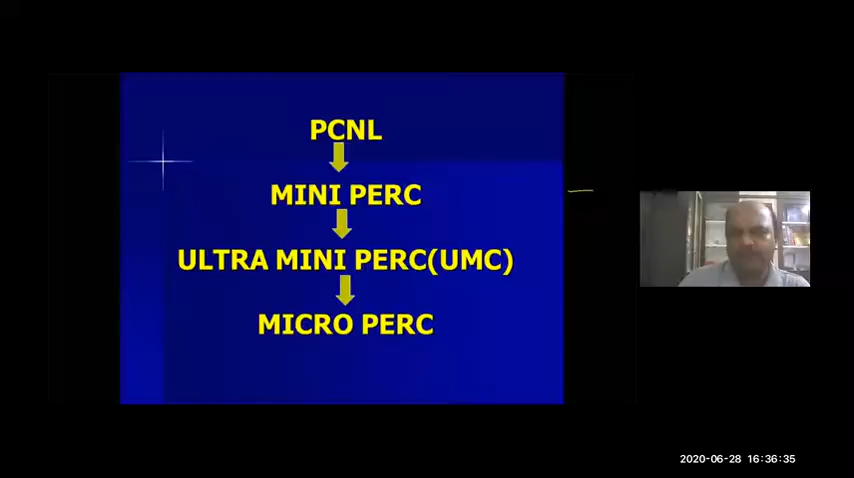 PCNL
MINI PERC
ULTRA MINI PERC(UMC)
MICRO PERC
2020-06-28 16:36:35